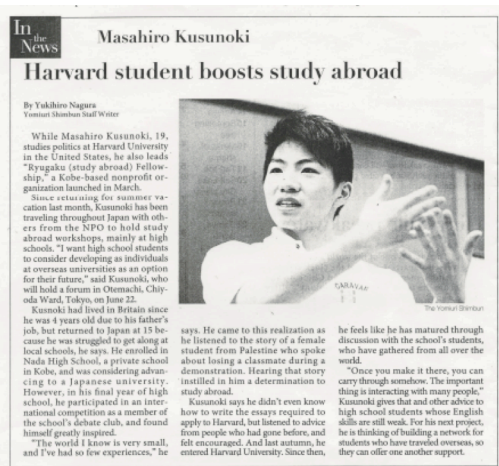 In
the
News
Masahiro Kusunoki
Harvard student boosts study abroad
By Yukihiro Nagura
Yomiuri Shimbun Staff Writer
While Masahiro Kusunoki, 19,
studies politics at Harvard University
in the United States, he also leads
"Ryugaku (study abroad) Fellow-
ship," a Kobe-based nonprofit or-
ganization launched in March.
Since returning for summer va-
cation last month, Kusunoki has been
traveling throughout Japan with oth-
ers from the NPO to hold study
abroad workshops, mainly at high
schools. "I want high school students
to consider developing as individuals
at overseas universities as an option
for their future," said Kusunoki, who
will hold a forum in Otemachi, Chiy-
oda Ward, Tokyo, on June 22.
Kusnoki had lived in Britain since
he was 4 years old due to his father's
job, but returned to Japan at 15 be-
cause he was struggling to get along at
local schools, he says. He enrolled in
Nada High School, a private school
in Kobe, and was considering advan-
cing to a Japanese university.
However, in his final year of high
school, he participated in an inter-
national competition as a member of
the school's debate club, and found
himself greatly inspired.
"The world I know is very small,
and I've had so few experiences," he
CARAVAN
The Yomiuri Shimbun
says. He came to this realization as
he listened to the story of a female
student from Palestine who spoke
about losing a classmate during a
demonstration. Hearing that story
instilled in him a determination to
study abroad.
Kusunoki says he didn't even know
how to write the essays required to
apply to Harvard, but listened to advice
from people who had gone before, and
felt encouraged. And last autumn, he
entered Harvard University. Since then,
he feels like he has matured through
discussion with the school's students,
who have gathered from all over the
world.
"Once you make it there, you can
carry through somehow. The important
thing is interacting with many people,"
Kusunoki gives that and other advice to
high school students whose English
skills are still weak. For his next project,
he is thinking of building a network for
students who have traveled overseas, so
they can offer one another support.